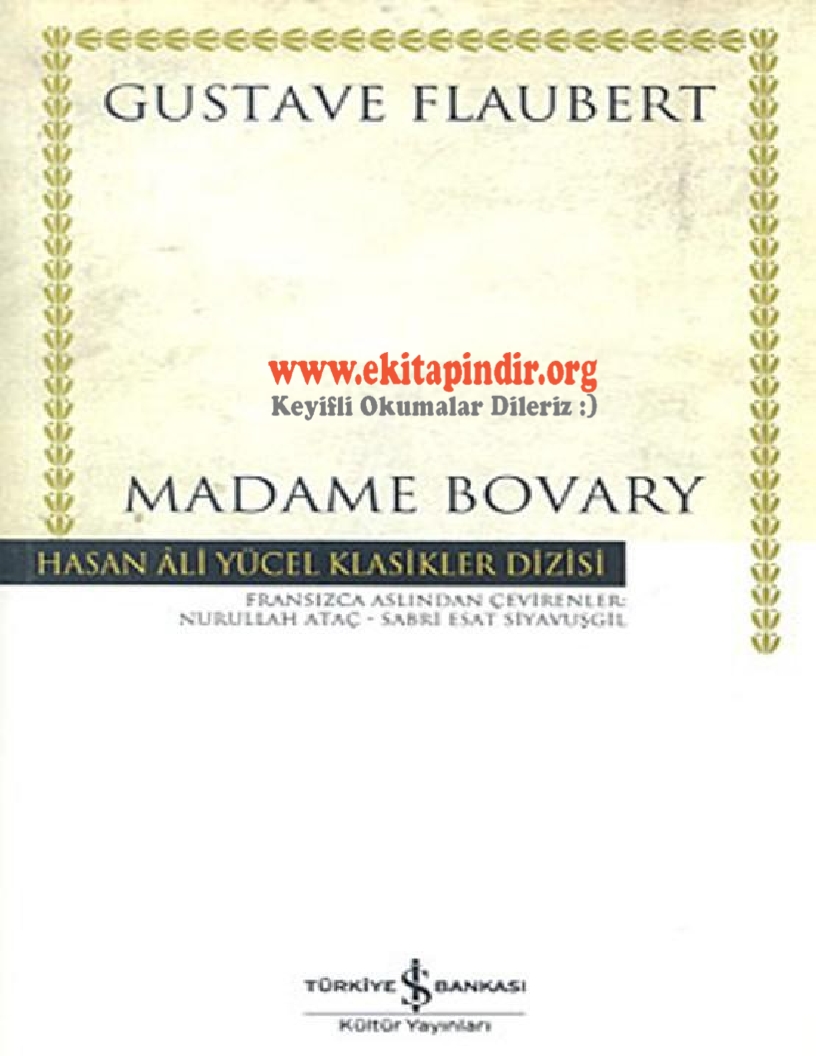 GUSTAVE FLAUBERT
www.ekitapindir.org
Keyifli Okumalar Dileriz :)
MADAME BOVARY
HASAN ÂLİ YÜCEL KLASİKLER DİZİSİ
FRANSIZCA ASLINDAN ÇEVİRENLER:
NURULLAH ATAÇ - SABRİ ESAT SİYAVUŞGİL
TÜRKİYE İŞ BANKASI
Kültür Yayınları